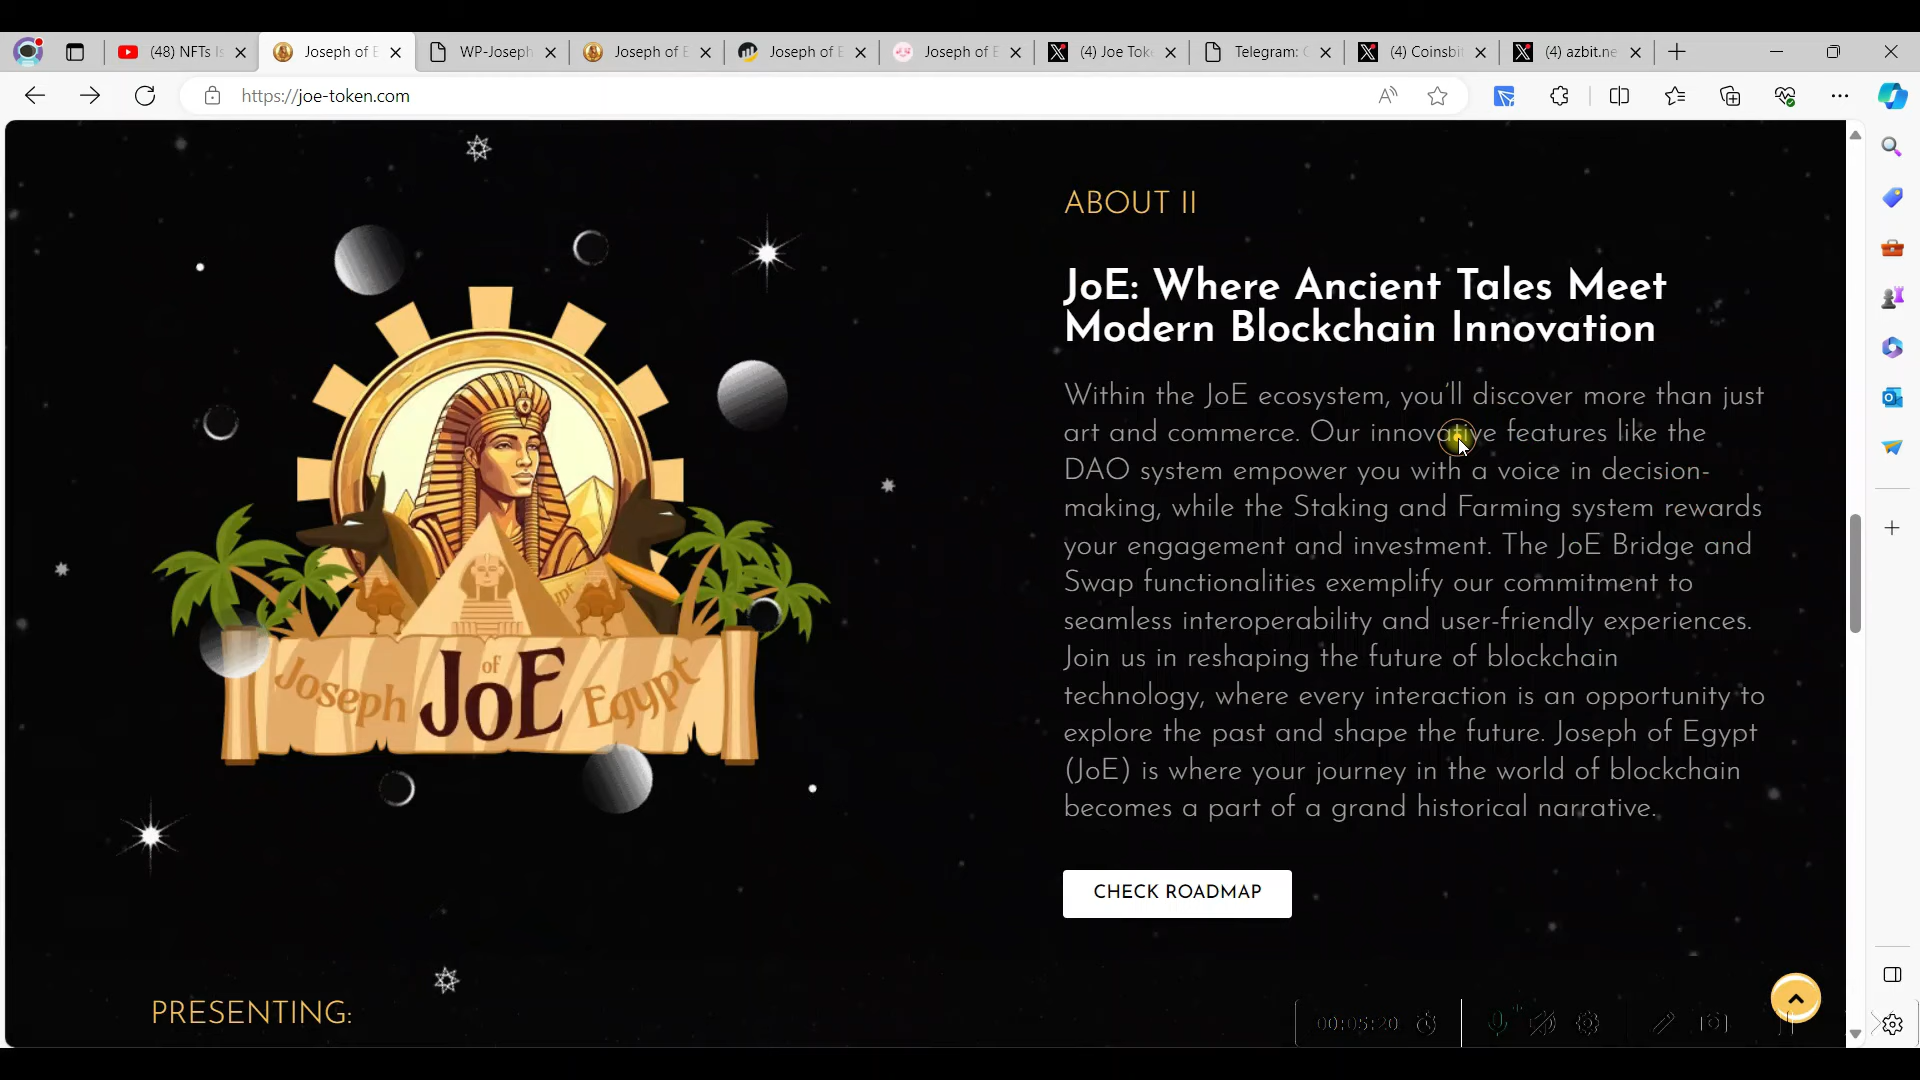 (48) NFTs Is
Joseph of E
WP-Joseph
Joseph of E
Joseph of E
Joseph of E
(4) Joe Tok
Telegram: C
(4) Coinsbit
(4) azbit.ne
https://joe-token.com
ABOUT II
JoE: Where Ancient Tales Meet
Modern Blockchain Innovation
Within the JoE ecosystem, you'll discover more than just
art and commerce. Our innovative features like the
DAO system empower you with a voice in decision-
making, while the Staking and Farming system rewards
your engagement and investment. The JoE Bridge and
Swap functionalities exemplify our commitment to
seamless interoperability and user-friendly experiences.
Join us in reshaping the future of blockchain
technology, where every interaction is an opportunity to
explore the past and shape the future. Joseph of Egypt
(JoE) is where your journey in the world of blockchain
becomes a part of a grand historical narrative.
CHECK ROADMAP
Joseph of Egypt
JoE
PRESENTING:
00:05:20